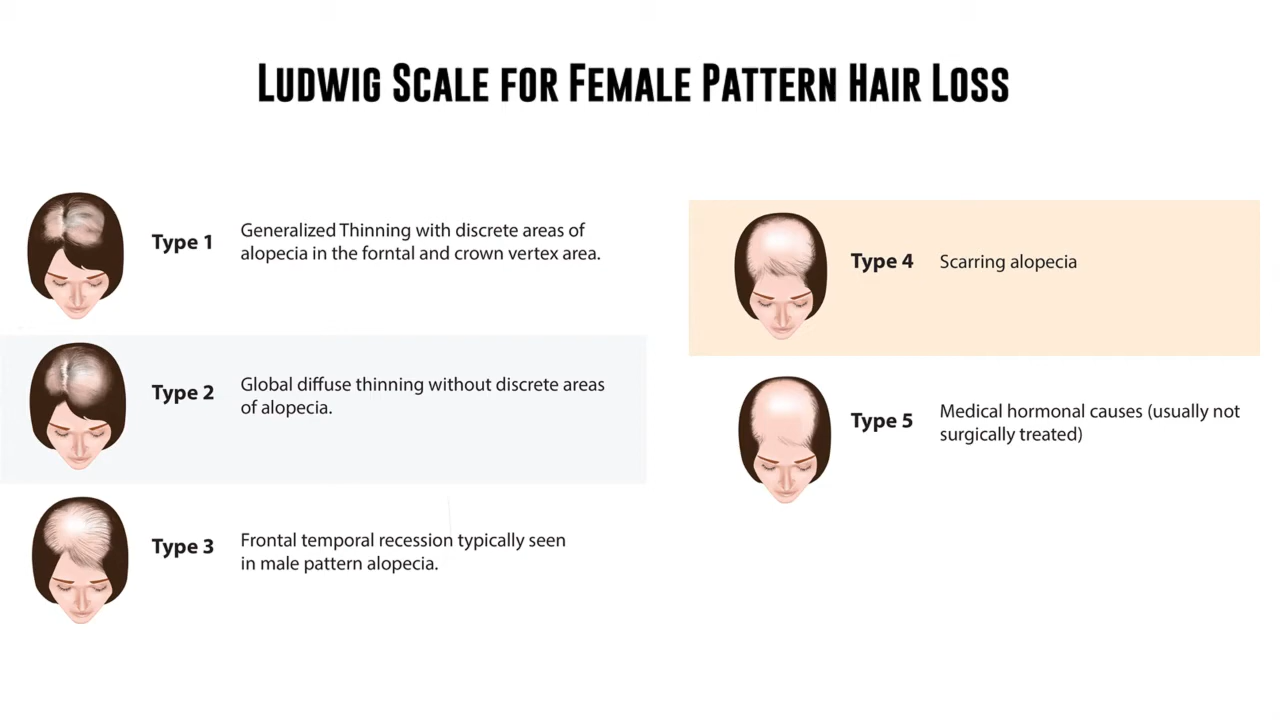 Ludwig Scale for Female Pattern Hair Loss
Type 1
Generalized Thinning with discrete areas of
alopecia in the forntal and crown vertex area.
Type 2
Global diffuse thinning without discrete areas
of alopecia.
Type 3
Frontal temporal recession typically seen
in male pattern alopecia.
Type 4
Scarring alopecia
Type 5
Medical hormonal causes (usually not
surgically treated)